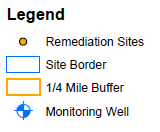 Legend
Remediation Sites
Site Border
1/4 Mile Buffer
Monitoring Well